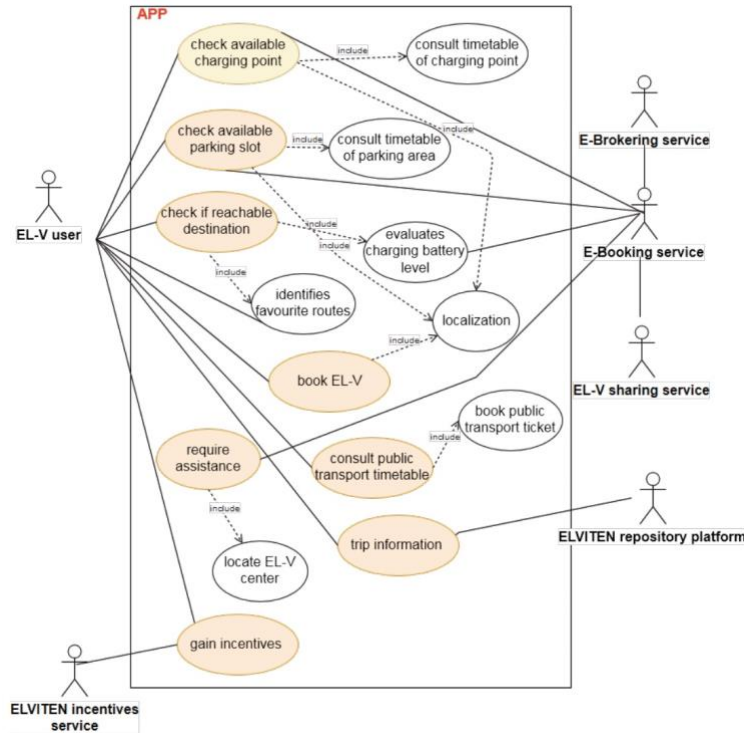 APP
check available
charging point
include
consult timetable
of charging point
check available
parking slot
include
consult timetable
of parking area
include
E-Brokering service
EL-V user
check if reachable
destination
include
evaluates
charging battery
level
include
E-Booking service
include
identifies
favourite routes
localization
include
book EL-V
EL-V sharing service
book public
transport ticket
require
assistance
consult public
transport timetable
include
include
trip information
ELVITEN repository platform
locate EL-V
center
gain incentives
ELVITEN incentives
service